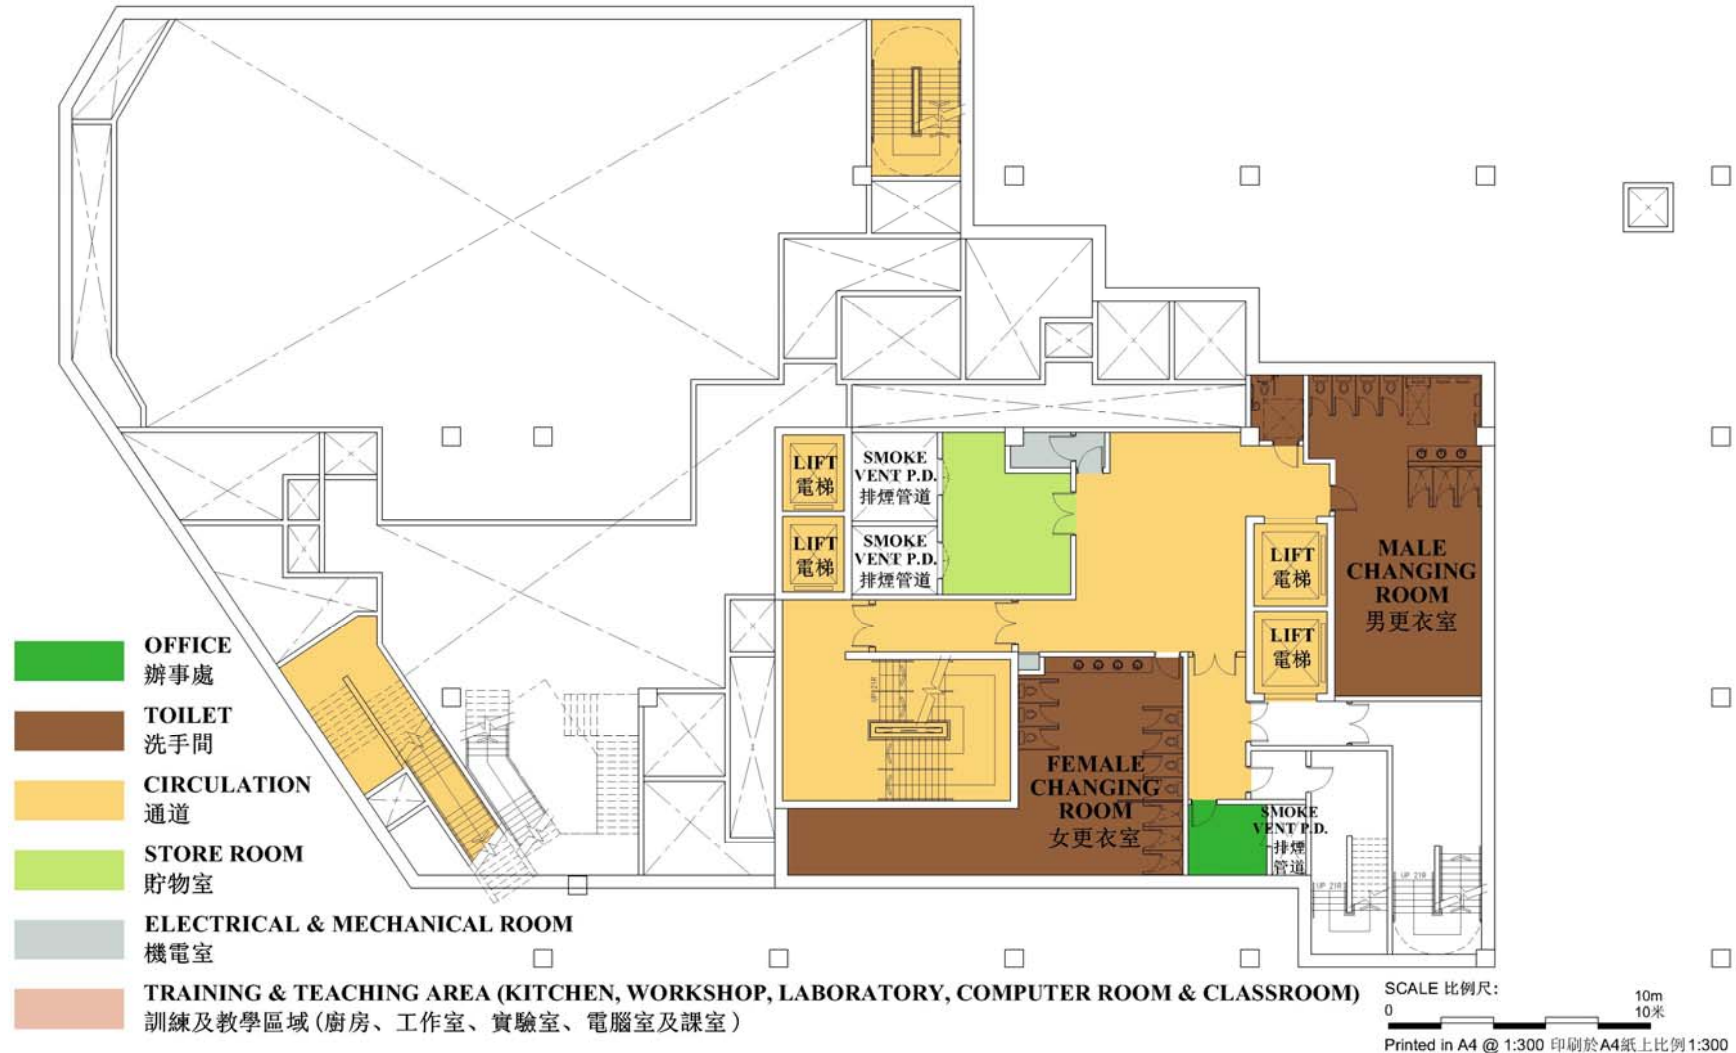 LIFT
電梯
SMOKE
VENT P.D.
排煙管道
LIFT
電梯
SMOKE
VENT P.D.
排煙管道
LIFT
電梯
MALE
CHANGING
ROOM
男更衣室
LIFT
電梯
UP 21R
FEMALE
CHANGING
ROOM
女更衣室
SMOKE
VENT P.D.
排煙
管道
UP 21R
UP 21R
OFFICE
辦事處
TOILET
洗手間
CIRCULATION
通道
STORE ROOM
貯物室
ELECTRICAL & MECHANICAL ROOM
機電室
TRAINING & TEACHING AREA (KITCHEN, WORKSHOP, LABORATORY, COMPUTER ROOM & CLASSROOM)
訓練及教學區域(廚房、工作室、實驗室、電腦室及課室)
SCALE 比例尺:
0 10m
10米
Printed in A4 @ 1:300 印刷於A4紙上比例1:300